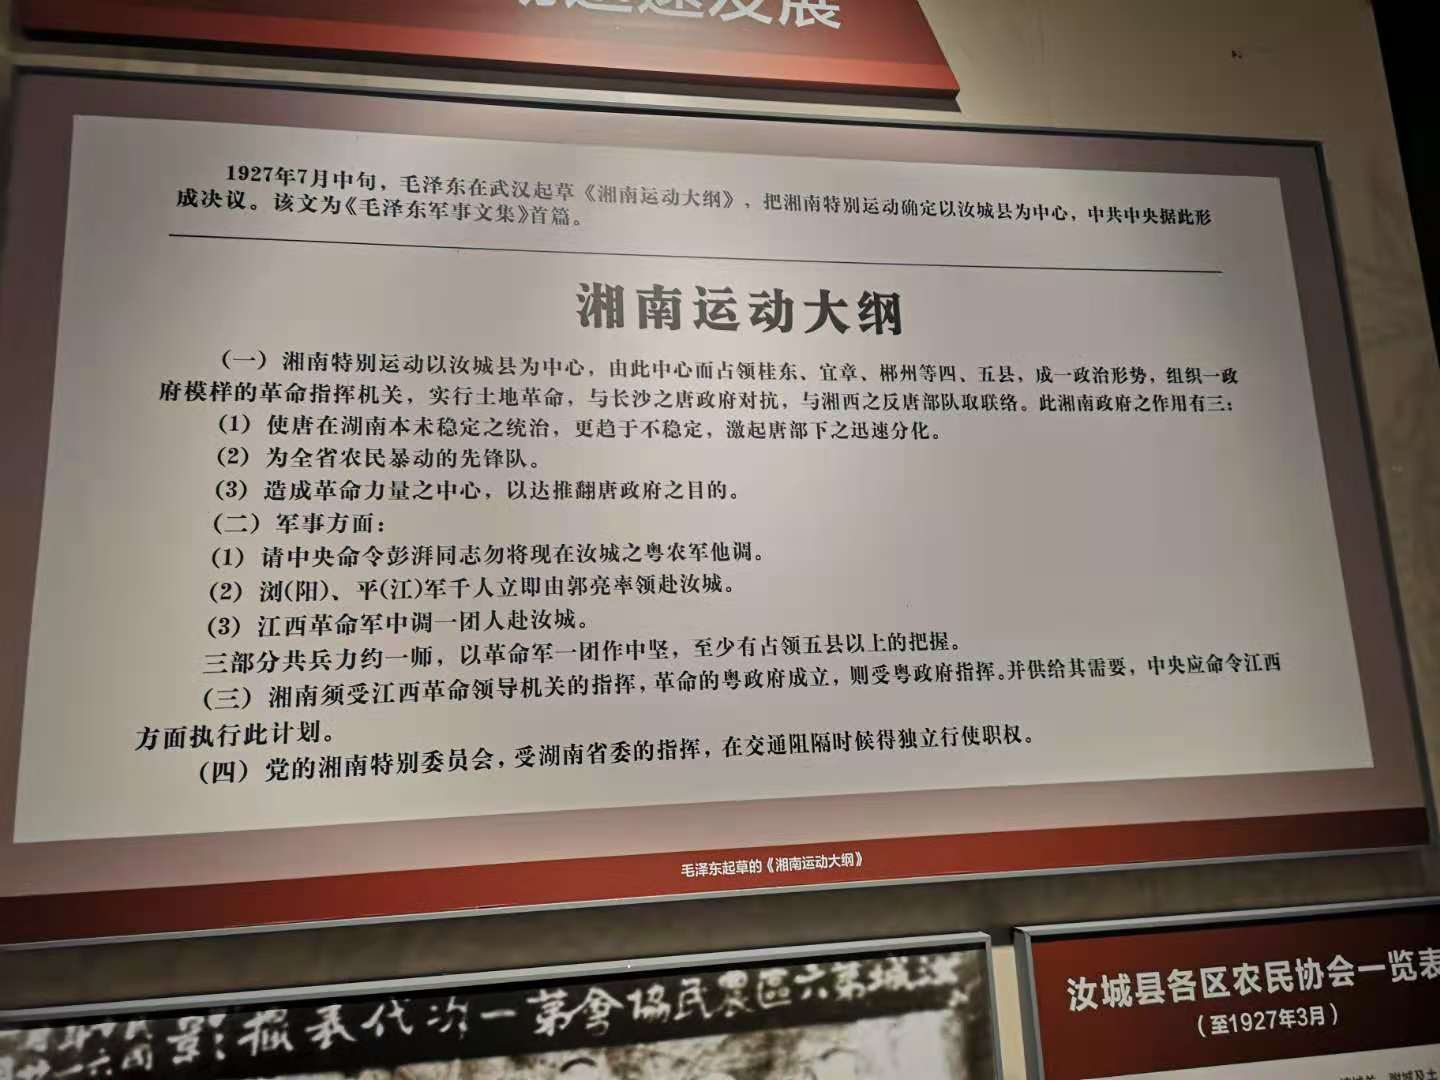 速发展
1927年7月中旬，毛泽东在武汉起草《湘南运动大纲》，把湘南特别运动确定以汝城县为中心，中共中央据此形
成决议。该文为《毛泽东军事文集》首篇。
湘南运动大纲
（一）湘南特别运动以汝城县为中心，由此中心而占领桂东、宜章、郴州等四、五县，成一政治形势，组织一政
府模样的革命指挥机关，实行土地革命，与长沙之唐政府对抗，与湘西之反唐部队取联络。此湘南政府之作用有三：
（1）使唐在湖南本未稳定之统治，更趋于不稳定，激起唐部下之迅速分化。
（2）为全省农民暴动的先锋队。
（3）造成革命力量之中心，以达推翻唐政府之目的。
（二）军事方面：
（1）请中央命令彭湃同志勿将现在汝城之粤农军他调。
（2）浏(阳)、平(江)军千人立即由郭亮率领赴汝城。
（3）江西革命军中调一团人赴汝城。
三部分共兵力约一师，以革命军一团作中坚，至少有占领五县以上的把握。
（三）湘南须受江西革命领导机关的指挥，革命的粤政府成立，则受粤政府指挥。并供给其需要，中央应命令江西
方面执行此计划。
（四）党的湘南特别委员会，受湖南省委的指挥，在交通阻隔时候得独立行使职权。
毛泽东起草的《湘南运动大纲》
汝城第六區農民協會第一次代表攝影
汝城县各区农民协会一览表
（至1927年3月）